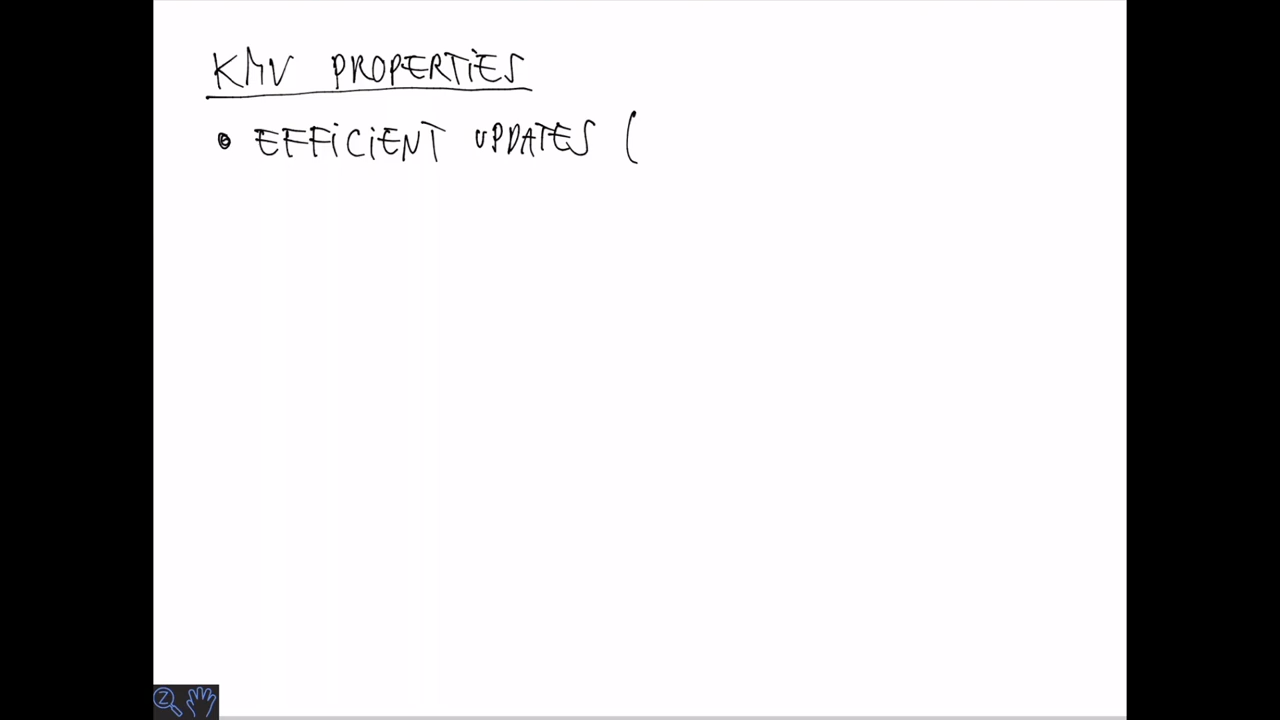 KMV PROPERTiES
• EFFiCiENT UPDATES (
Z